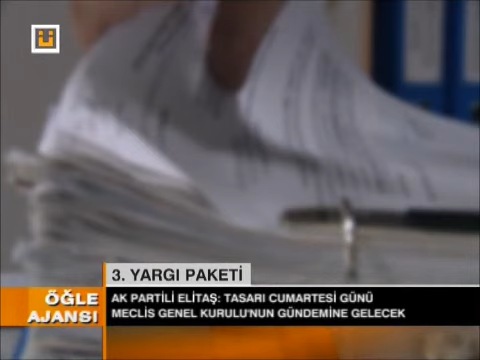 3. YARGI PAKETİ
ÖĞLE AJANSI
AK PARTİLİ ELİTAŞ: TASARI CUMARTESİ GÜNÜ
MECLİS GENEL KURULU'NUN GÜNDEMİNE GELECEK